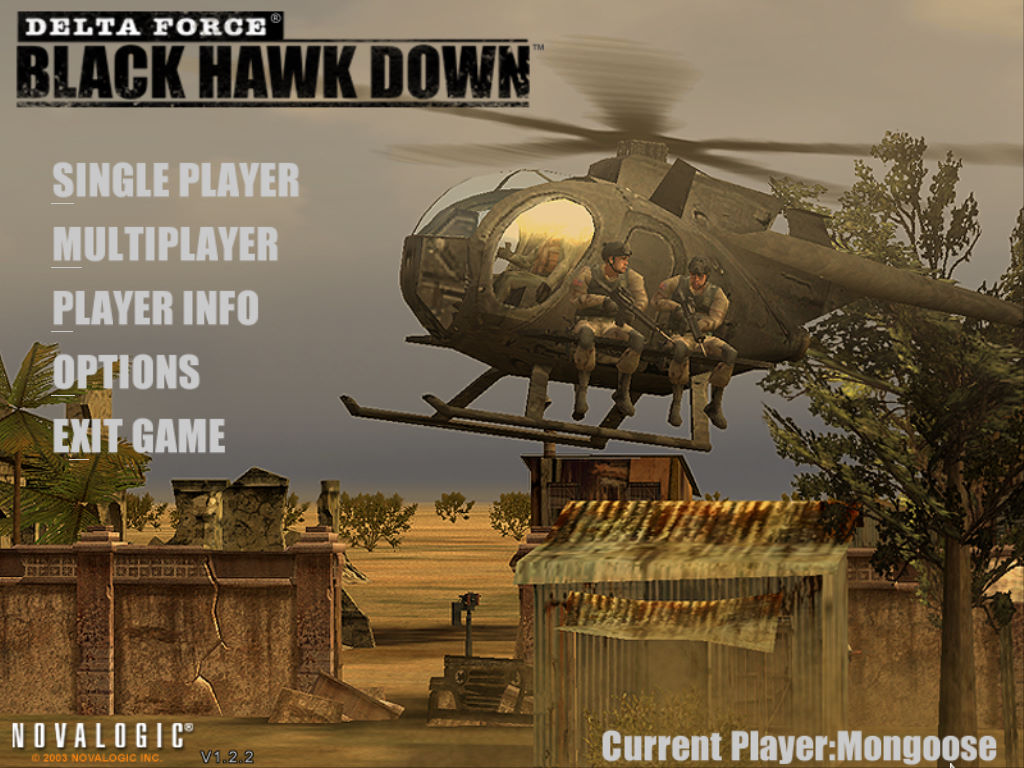 DELTA FORCE®
BLACK HAWK DOWN™
SINGLE PLAYER
MULTIPLAYER
PLAYER INFO
OPTIONS
EXIT GAME
NOVALOGIC®
© 2003 NOVALOGIC INC.
V1.2.2
Current Player:Mongoose